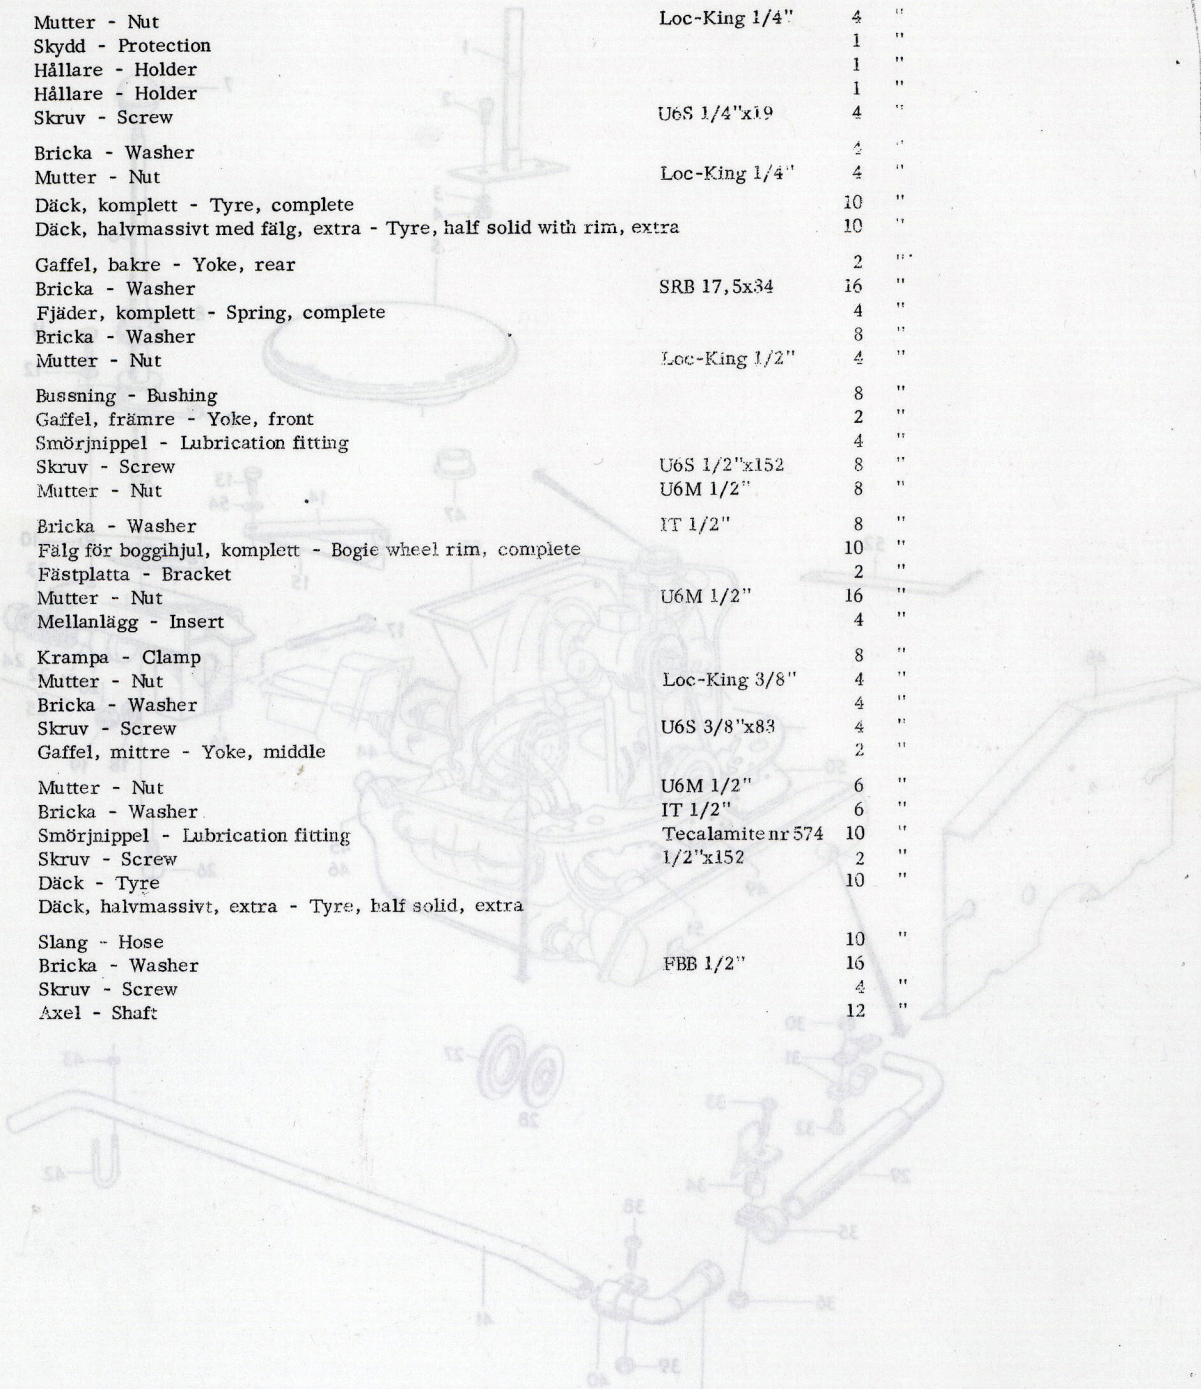 Mutter - Nut Loc-King 1/4" 4 "
Skydd - Protection 1 "
Hållare - Holder 1 "
Hållare - Holder 1 "
Skruv - Screw U6S 1/4"x19 4 "
Bricka - Washer 4 "
Mutter - Nut Loc-King 1/4" 4 "
Däck, komplett - Tyre, complete 10 "
Däck, halvmassivt med fälg, extra - Tyre, half solid with rim, extra 10 "
Gaffel, bakre - Yoke, rear 2 "
Bricka - Washer SRB 17,5x34 16 "
Fjäder, komplett - Spring, complete 4 "
Bricka - Washer 8 "
Mutter - Nut Loc-King 1/2" 4 "
Bussning - Bushing 8 "
Gaffel, främre - Yoke, front 2 "
Smörjnippel - Lubrication fitting 4 "
Skruv - Screw U6S 1/2"x152 8 "
Mutter - Nut U6M 1/2" 8 "
Bricka - Washer IT 1/2" 8 "
Fälg för boggihjul, komplett - Bogie wheel rim, complete 10 "
Fästplatta - Bracket 2 "
Mutter - Nut U6M 1/2" 16 "
Mellanlägg - Insert 4 "
Krampa - Clamp 8 "
Mutter - Nut Loc-King 3/8" 4 "
Bricka - Washer 4 "
Skruv - Screw U6S 3/8"x83 4 "
Gaffel, mittre - Yoke, middle 2 "
Mutter - Nut U6M 1/2" 6 "
Bricka - Washer IT 1/2" 6 "
Smörjnippel - Lubrication fitting Tecalamite nr 574 10 "
Skruv - Screw 1/2"x152 2 "
Däck - Tyre 10 "
Däck, halvmassivt, extra - Tyre, half solid, extra
Slang - Hose 10 "
Bricka - Washer FBB 1/2" 16
Skruv - Screw 4 "
Axel - Shaft 12 "